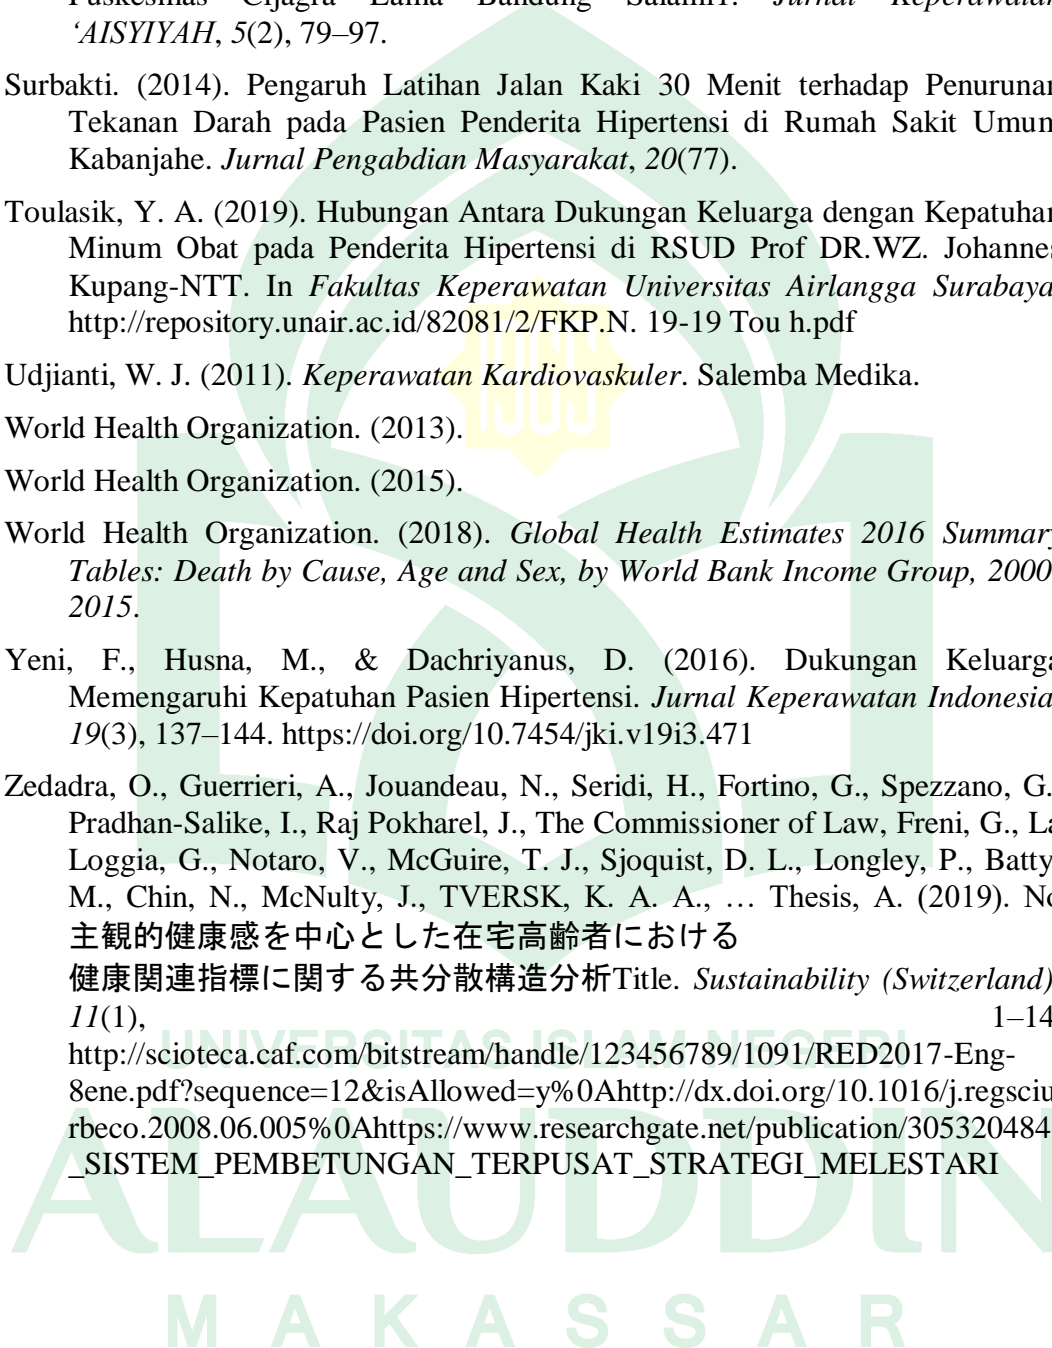 Puskesmas Cijagra Lama Bandung Salami1. Jurnal Keperawatan
‘AISYIYAH, 5(2), 79–97.
Surbakti. (2014). Pengaruh Latihan Jalan Kaki 30 Menit terhadap Penurunan
Tekanan Darah pada Pasien Penderita Hipertensi di Rumah Sakit Umum
Kabanjahe. Jurnal Pengabdian Masyarakat, 20(77).
Toulasik, Y. A. (2019). Hubungan Antara Dukungan Keluarga dengan Kepatuhan
Minum Obat pada Penderita Hipertensi di RSUD Prof DR.WZ. Johannes
Kupang-NTT. In Fakultas Keperawatan Universitas Airlangga Surabaya
http://repository.unair.ac.id/82081/2/FKP.N. 19-19 Tou h.pdf
Udjianti, W. J. (2011). Keperawatan Kardiovaskuler. Salemba Medika.
1965
World Health Organization. (2013).
World Health Organization. (2015).
World Health Organization. (2018). Global Health Estimates 2016 Summary
Tables: Death by Cause, Age and Sex, by World Bank Income Group, 2000
2015.
Yeni, F., Husna, M., & Dachriyanus, D. (2016). Dukungan Keluarga
Memengaruhi Kepatuhan Pasien Hipertensi. Jurnal Keperawatan Indonesia
19(3), 137–144. https://doi.org/10.7454/jki.v19i3.471
Zedadra, O., Guerrieri, A., Jouandeau, N., Seridi, H., Fortino, G., Spezzano, G.
Pradhan-Salike, I., Raj Pokharel, J., The Commissioner of Law, Freni, G., La
Loggia, G., Notaro, V., McGuire, T. J., Sjoquist, D. L., Longley, P., Batty
M., Chin, N., McNulty, J., TVERSK, K. A. A., … Thesis, A. (2019). No
主観的健康感を中心とした在宅高齢者における
健康関連指標に関する共分散構造分析Title. Sustainability (Switzerland)
11(1), 1–14
UNIVERSITAS ISLAM NEGERI
http://scioteca.caf.com/bitstream/handle/123456789/1091/RED2017-Eng-
8ene.pdf?sequence=12&isAllowed=y%0Ahttp://dx.doi.org/10.1016/j.regsciu
rbeco.2008.06.005%0Ahttps://www.researchgate.net/publication/305320484
_SISTEM_PEMBETUNGAN_TERPUSAT_STRATEGI_MELESTARI
ALAUDDIN
MAKASSAR